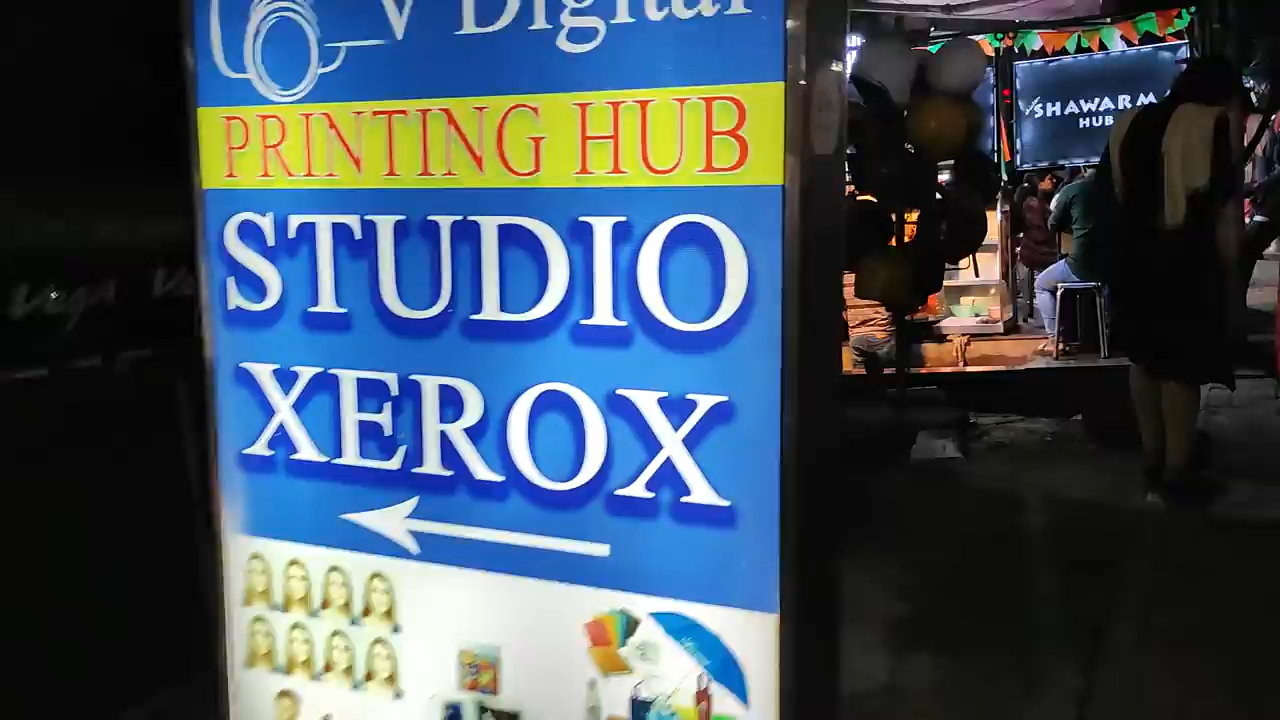 V Digital
PRINTING HUB
STUDIO
XEROX
SHAWARMA
HUB